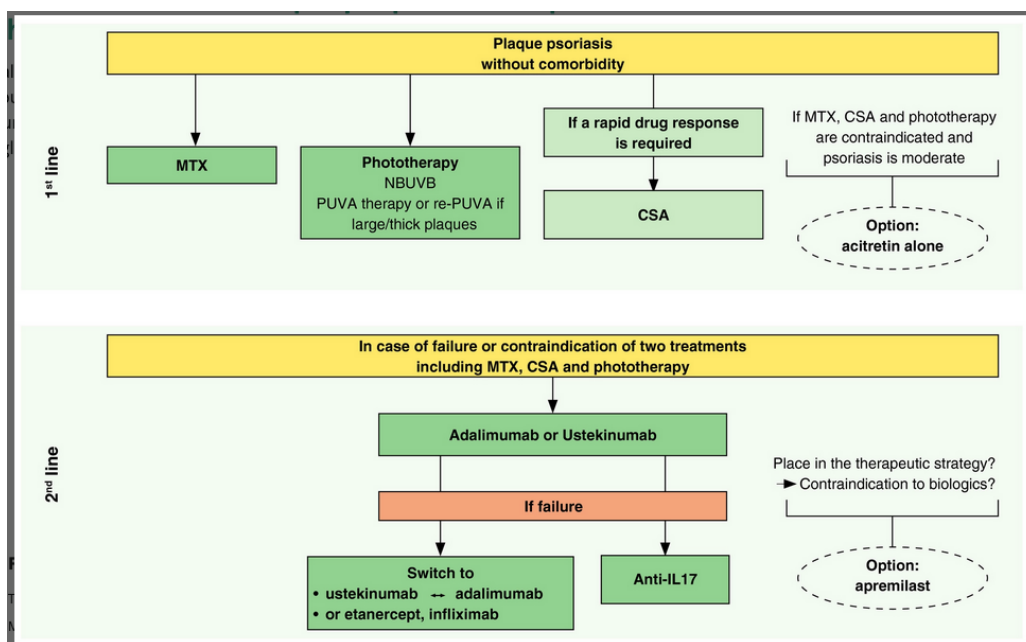 Plaque psoriasis
without comorbidity
1st line
MTX
Phototherapy
NBUVB
PUVA therapy or re-PUVA if
large/thick plaques
If a rapid drug response
is required
CSA
If MTX, CSA and phototherapy
are contraindicated and
psoriasis is moderate
Option:
acitretin alone
2nd line
In case of failure or contraindication of two treatments
including MTX, CSA and phototherapy
Adalimumab or Ustekinumab
If failure
Switch to
• ustekinumab ↔ adalimumab
• or etanercept, infliximab
Anti-IL17
Place in the therapeutic strategy?
→ Contraindication to biologics?
Option:
apremilast